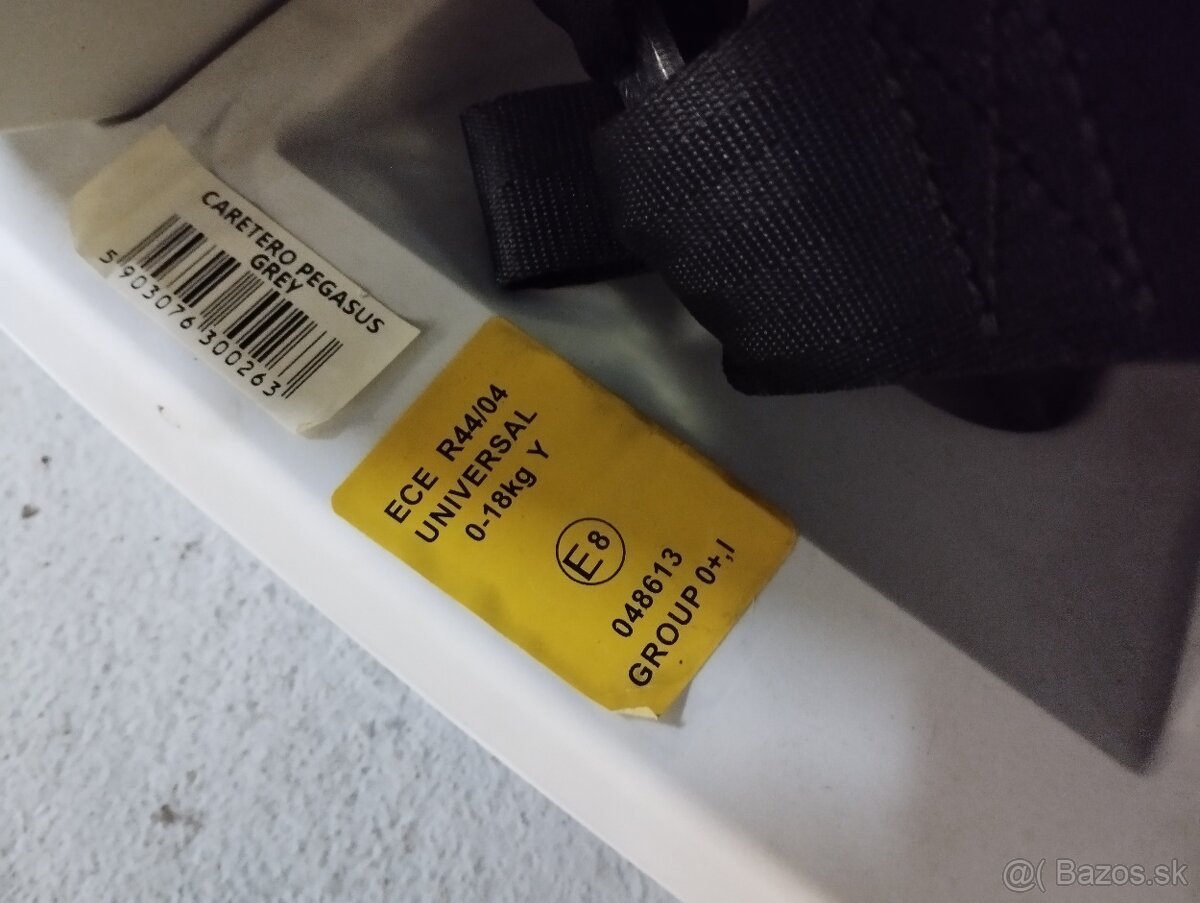 CARETERO PEGASUS
GREY
5 903076 300263
ECE R44/04
UNIVERSAL
0-18kg Y
E8
048613
GROUP 0+,I
@( Bazos.sk